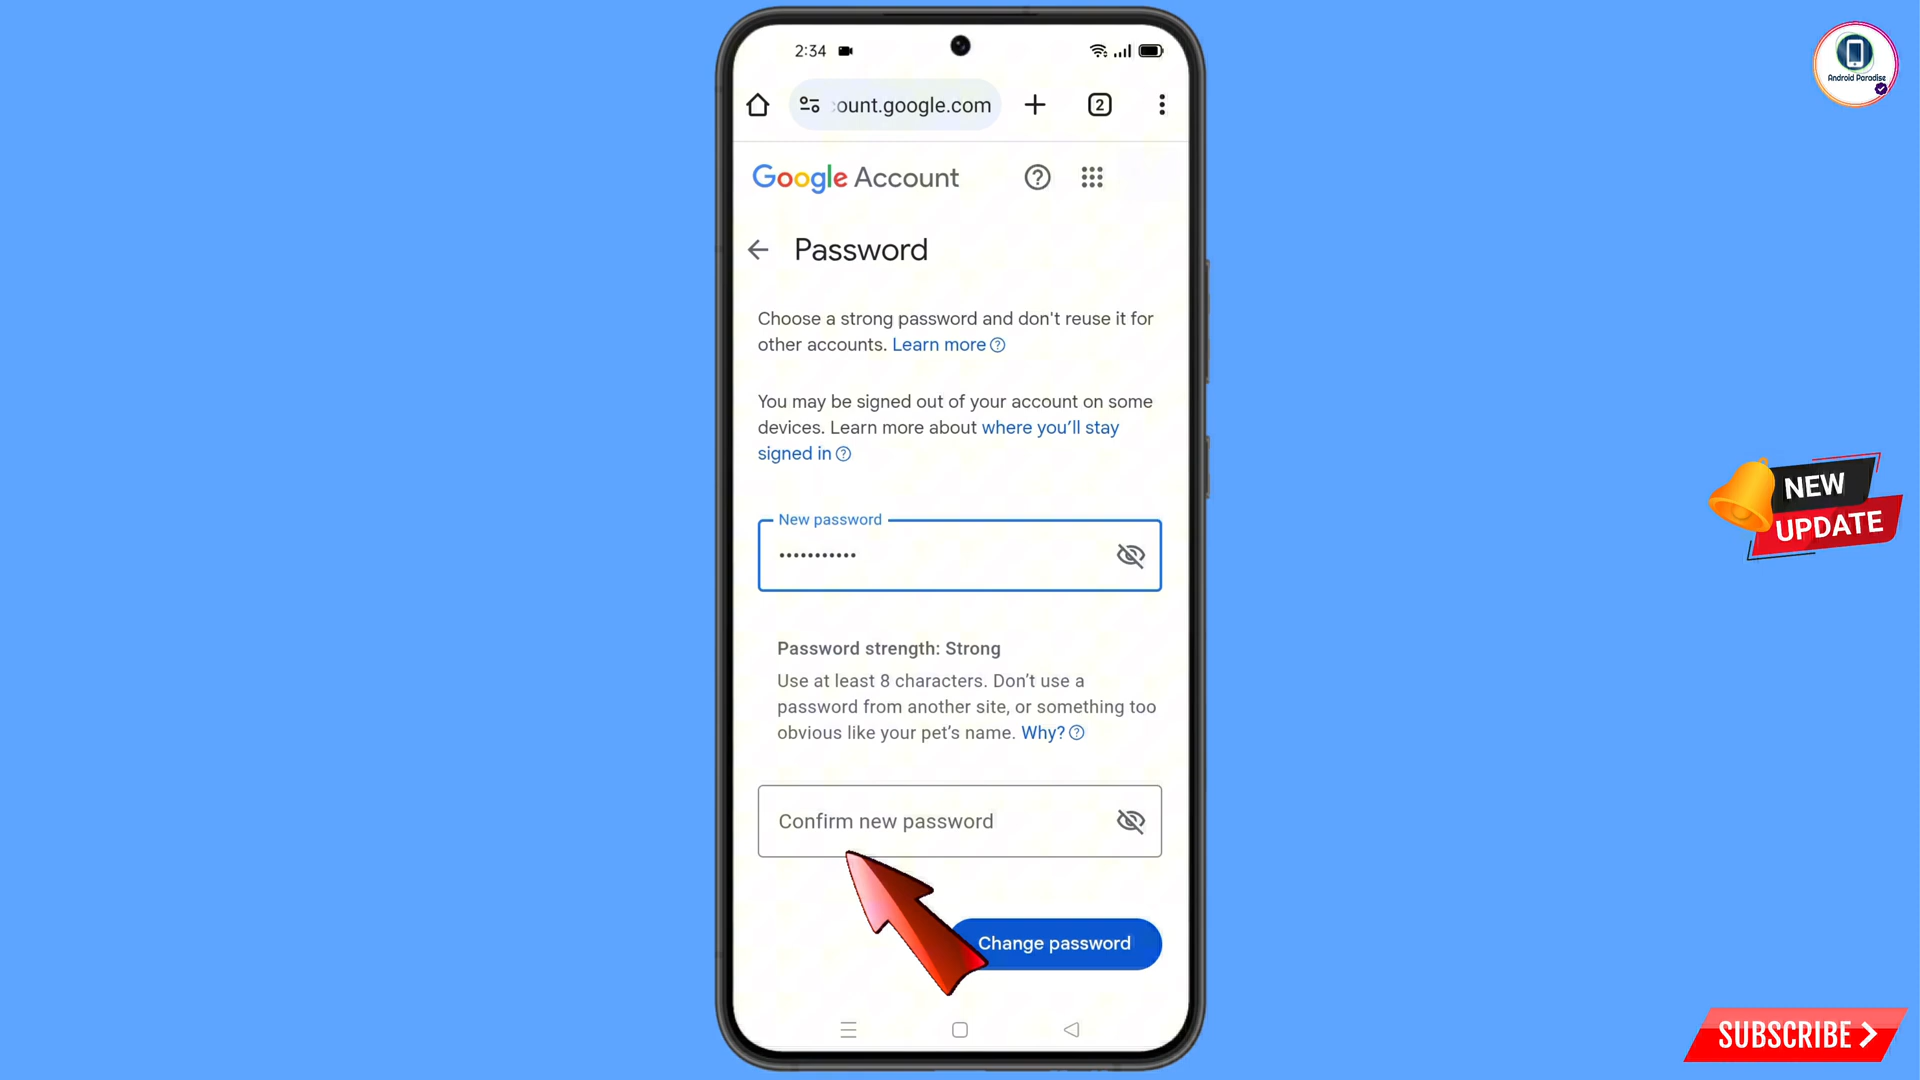 2:34
:ount.google.com
2
Google Account
Password
Choose a strong password and don't reuse it for
other accounts. Learn more
You may be signed out of your account on some
devices. Learn more about where you'll stay
signed in
New password
•••••••••••
Password strength: Strong
Use at least 8 characters. Don't use a
password from another site, or something too
obvious like your pet's name. Why?
Confirm new password
Change password
Android Paradise
NEW
UPDATE
SUBSCRIBE